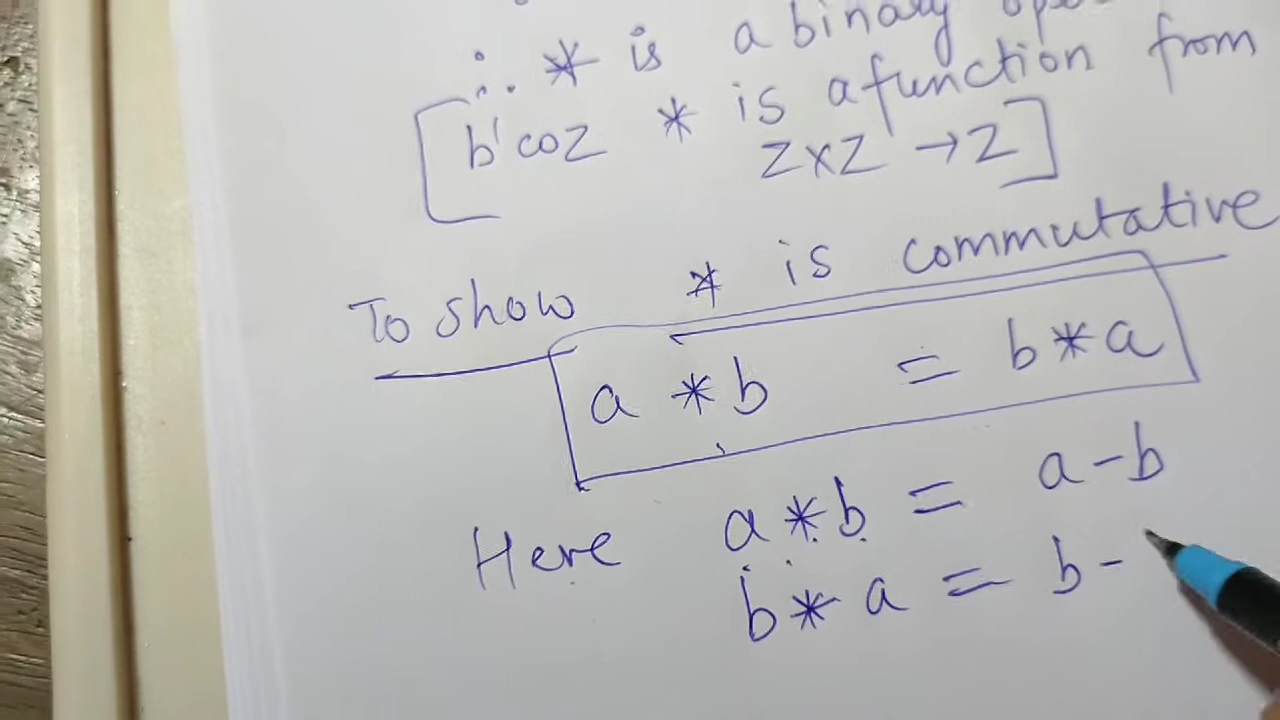 ∴ * is a binary
[b'coz * is a function from
Z×Z → Z]
To show * is commutative
a * b = b * a
Here a * b = a - b
b * a = b -